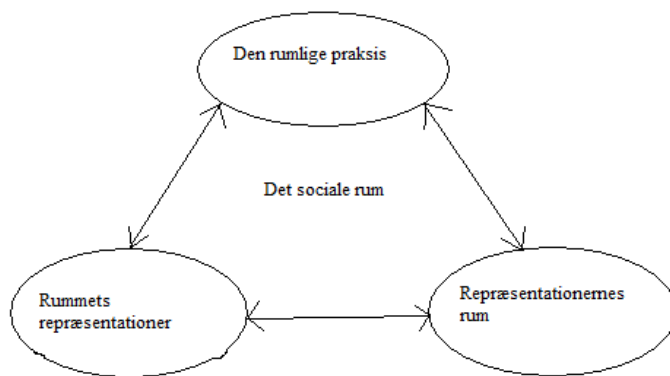 Den rumlige praksis
Det sociale rum
Rummets
repræsentationer
Repræsentationernes
rum